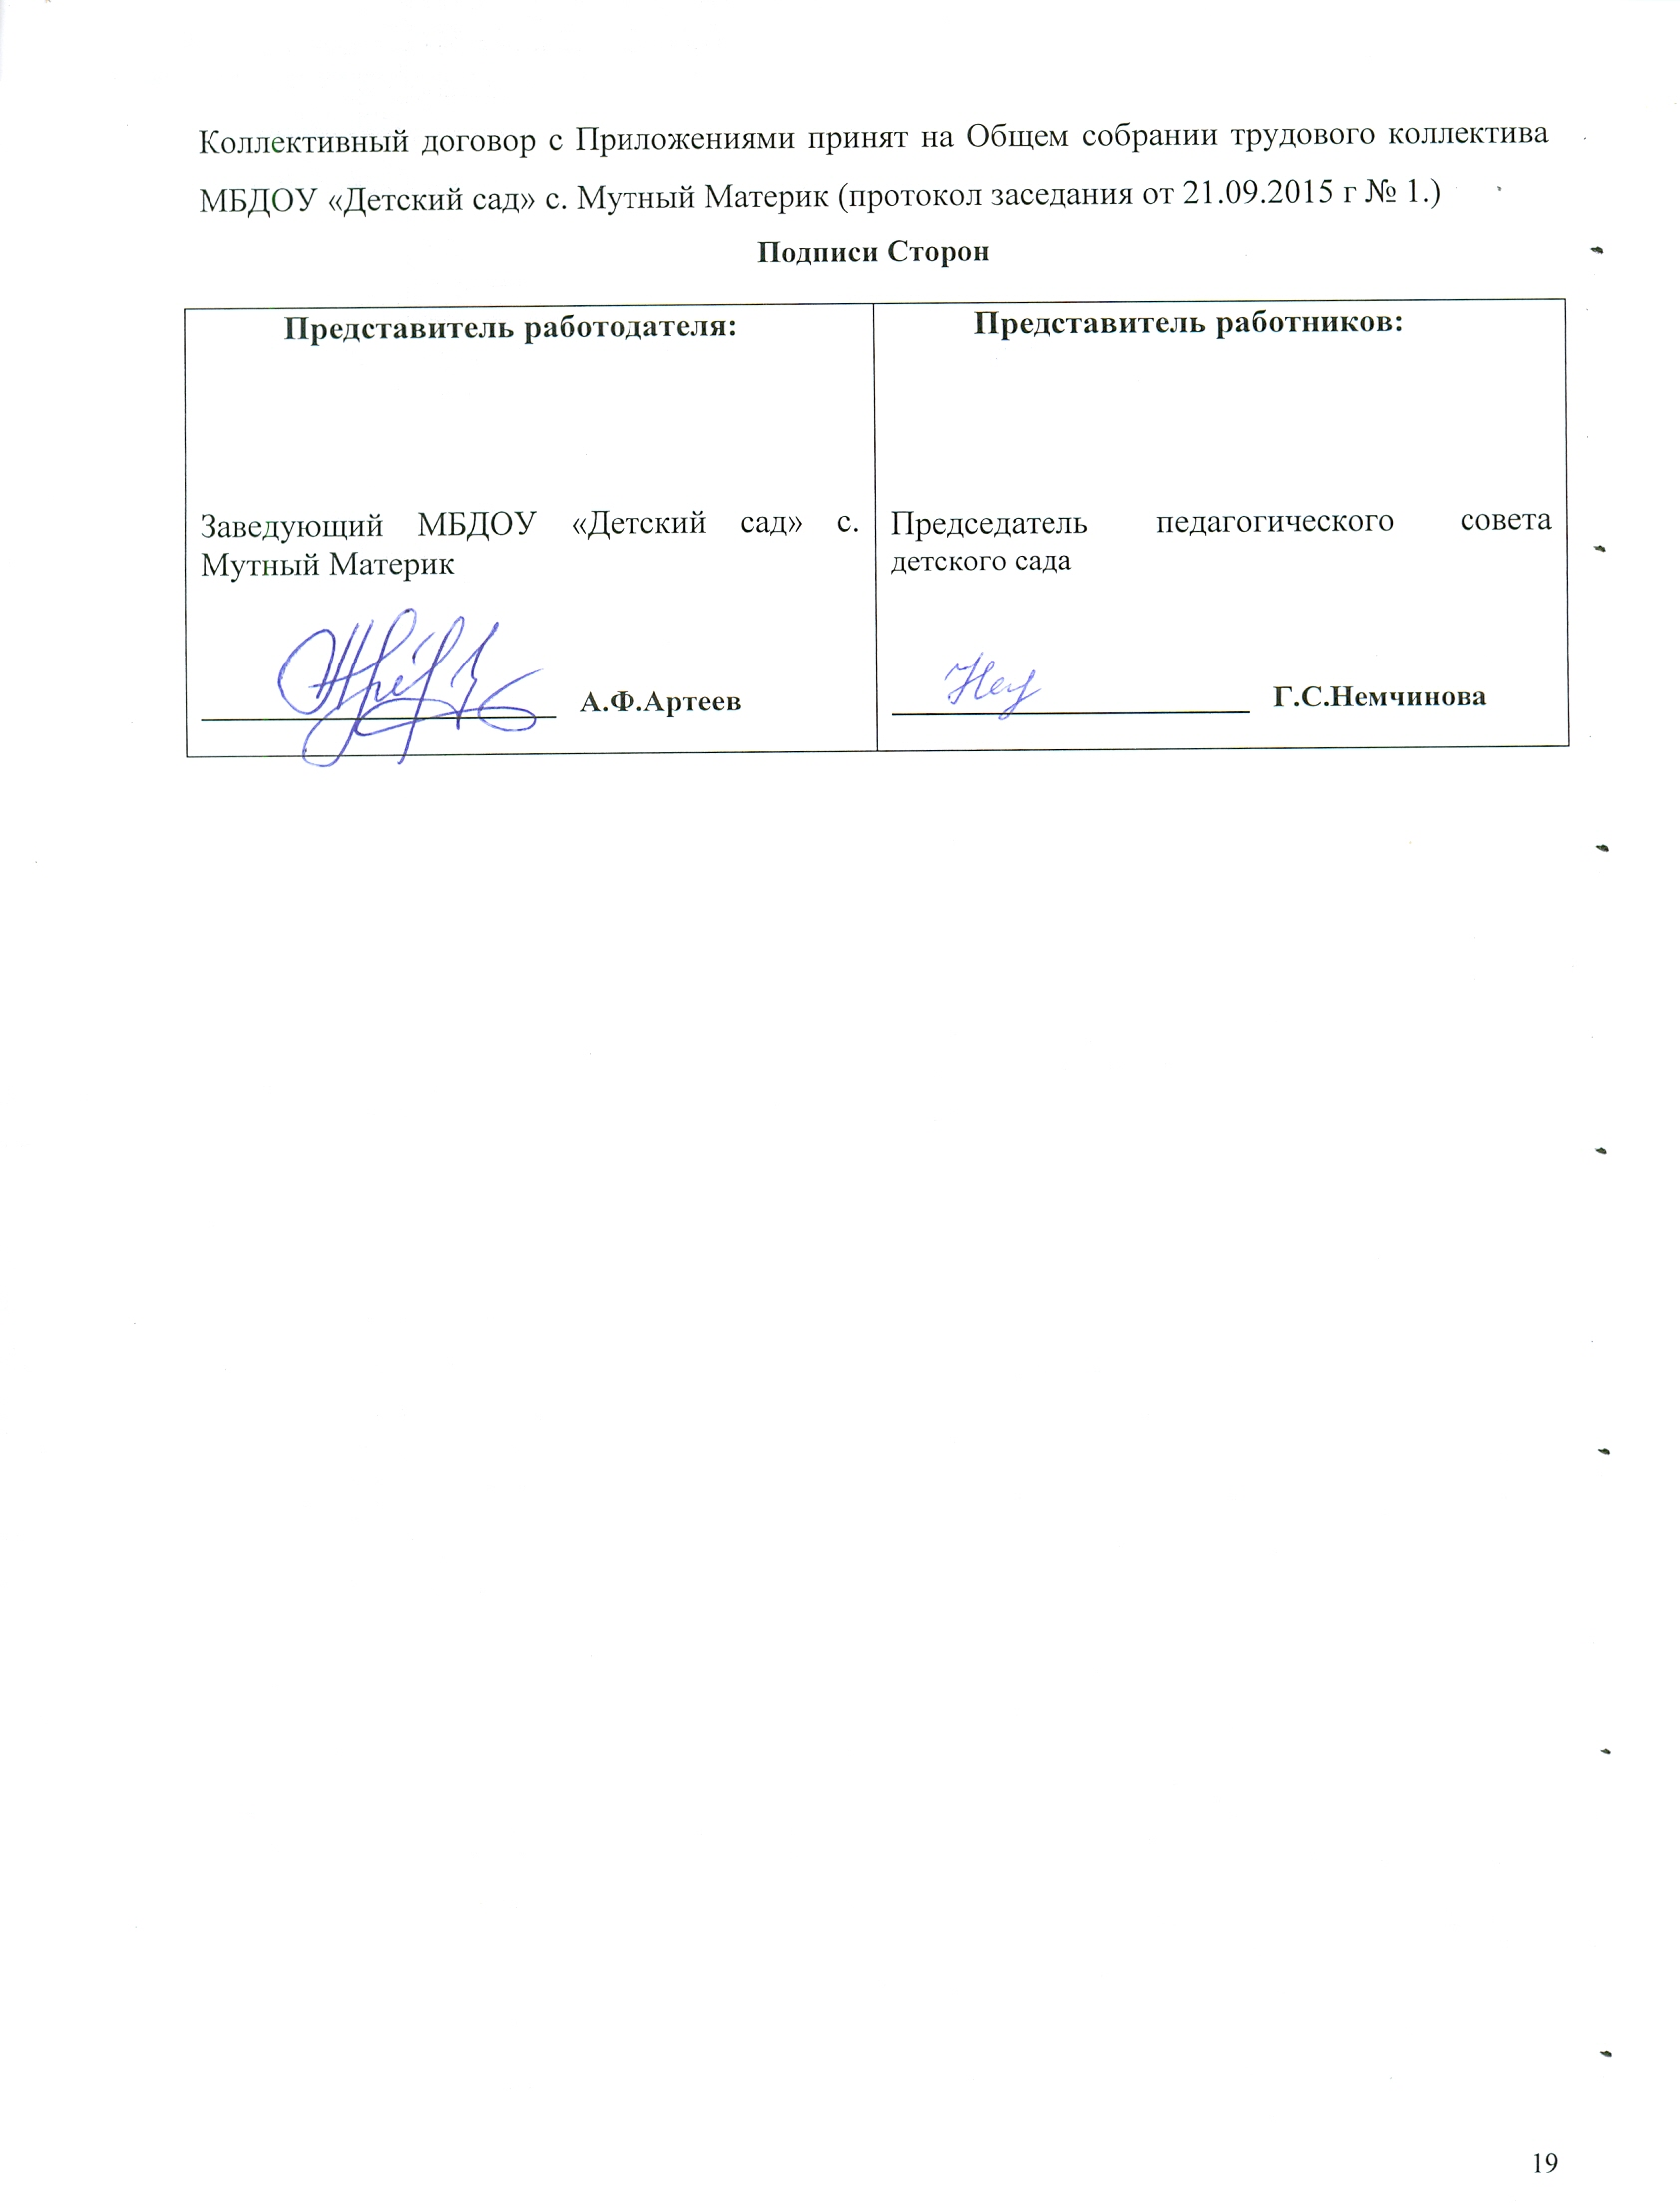 Коллективный договор с Приложениями принят на Общем собрании трудового коллектива
МБДОУ «Детский сад» с. Мутный Материк (протокол заседания от 21.09.2015 г № 1.)
Подписи Сторон
Представитель работодателя:
Заведующий МБДОУ «Детский сад» с.
Мутный Материк
А.Ф.Артеев
Представитель работников:
Председатель педагогического совета
детского сада
Г.С.Немчинова
19